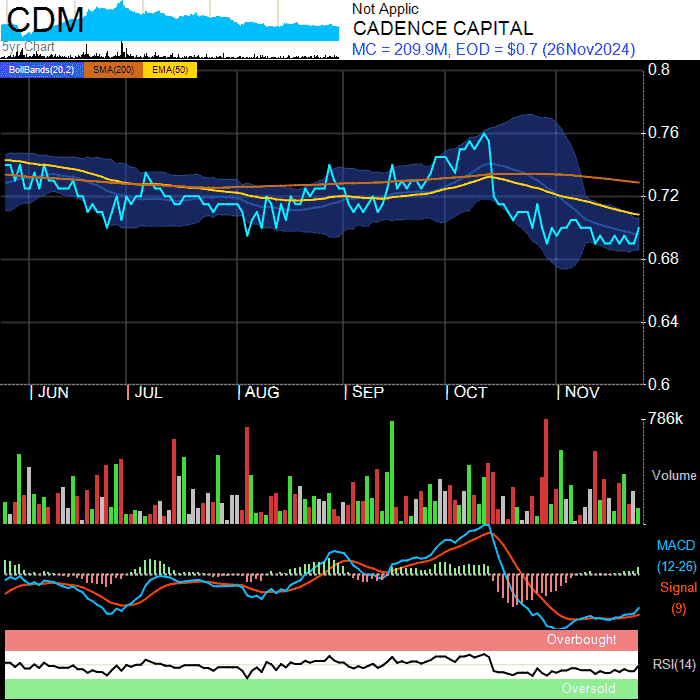 CDM
5yr.Chart
Not Applic
CADENCE CAPITAL
MC = 209.9M, EOD = $0.7 (26Nov2024)
BollBands(20,2) SMA(200) EMA(50)
0.8
0.76
0.72
0.68
0.64
0.6
JUN JUL AUG SEP OCT NOV
786k
Volume
MACD
(12-26)
Signal
(9)
Overbought
RSI(14)
Oversold